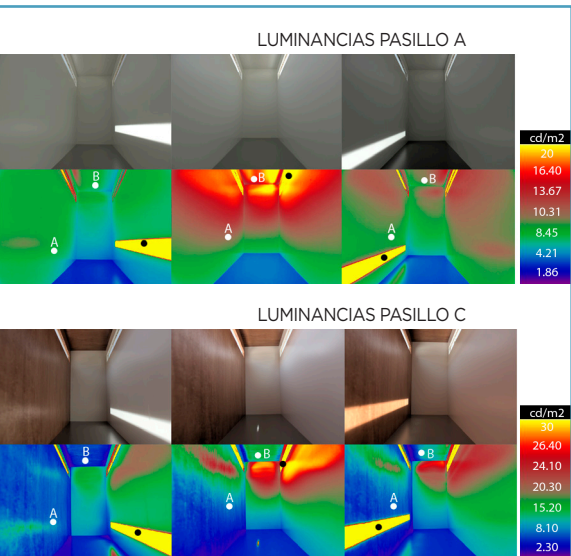 LUMINANCIAS PASILLO A
B
A
B
A
B
A
cd/m2
20
16.40
13.67
10.31
8.45
4.21
1.86
LUMINANCIAS PASILLO C
B
A
B
A
B
A
cd/m2
30
26.40
24.10
20.30
15.20
8.10
2.30